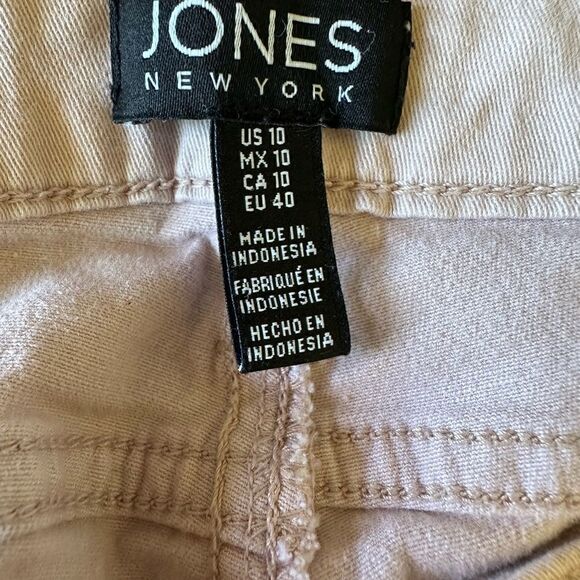 JONES
NEW YORK
US 10
MX 10
CA 10
EU 40
MADE IN
INDONESIA
FABRIQUÉ EN
INDONESIE
HECHO EN
INDONESIA